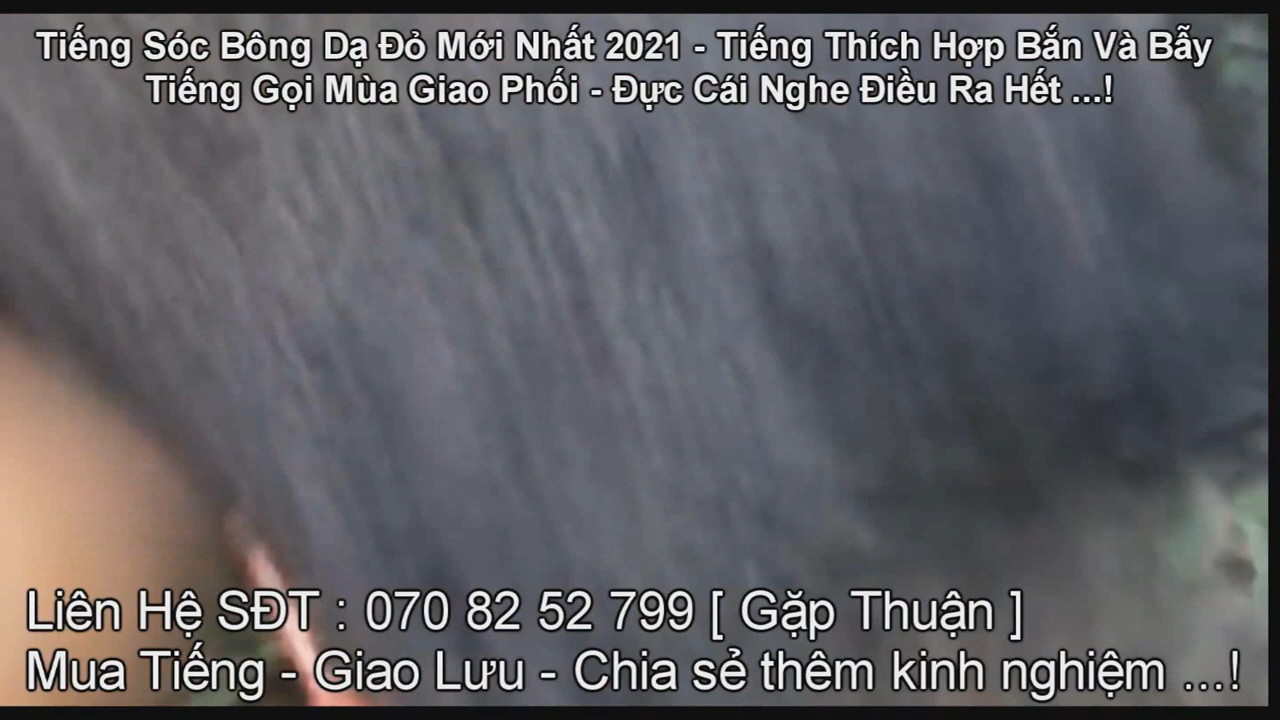 Tiếng Sóc Bông Dạ Đỏ Mới Nhất 2021 - Tiếng Thích Hợp Bắn Và Bẫy
Tiếng Gọi Mùa Giao Phối - Đực Cái Nghe Điều Ra Hết ...!
Liên Hệ SĐT : 070 82 52 799 [ Gặp Thuận ]
Mua Tiếng - Giao Lưu - Chia sẻ thêm kinh nghiệm ...!